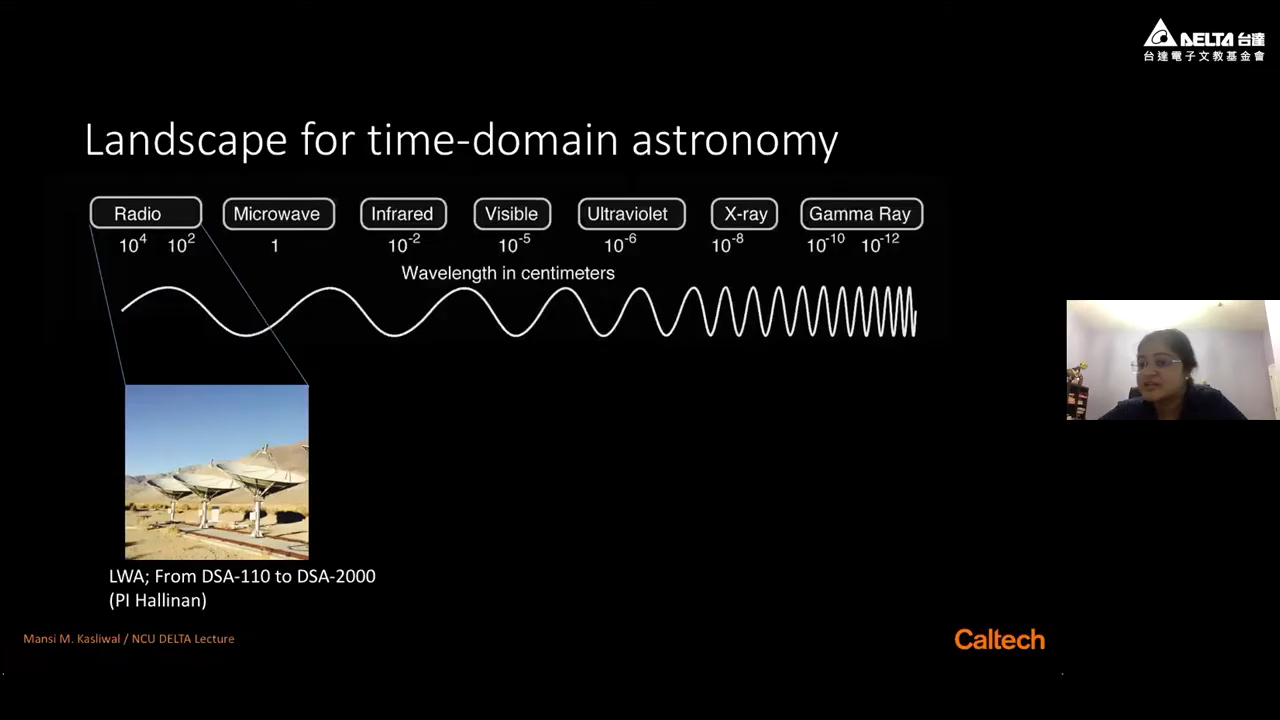 DELTA 台達
台達電子文教基金會
Landscape for time-domain astronomy
Radio Microwave Infrared Visible Ultraviolet X-ray Gamma Ray
10⁴ 10² 1 10⁻² 10⁻⁵ 10⁻⁶ 10⁻⁸ 10⁻¹⁰ 10⁻¹²
Wavelength in centimeters
LWA; From DSA-110 to DSA-2000
(PI Hallinan)
Mansi M. Kasliwal / NCU DELTA Lecture
Caltech